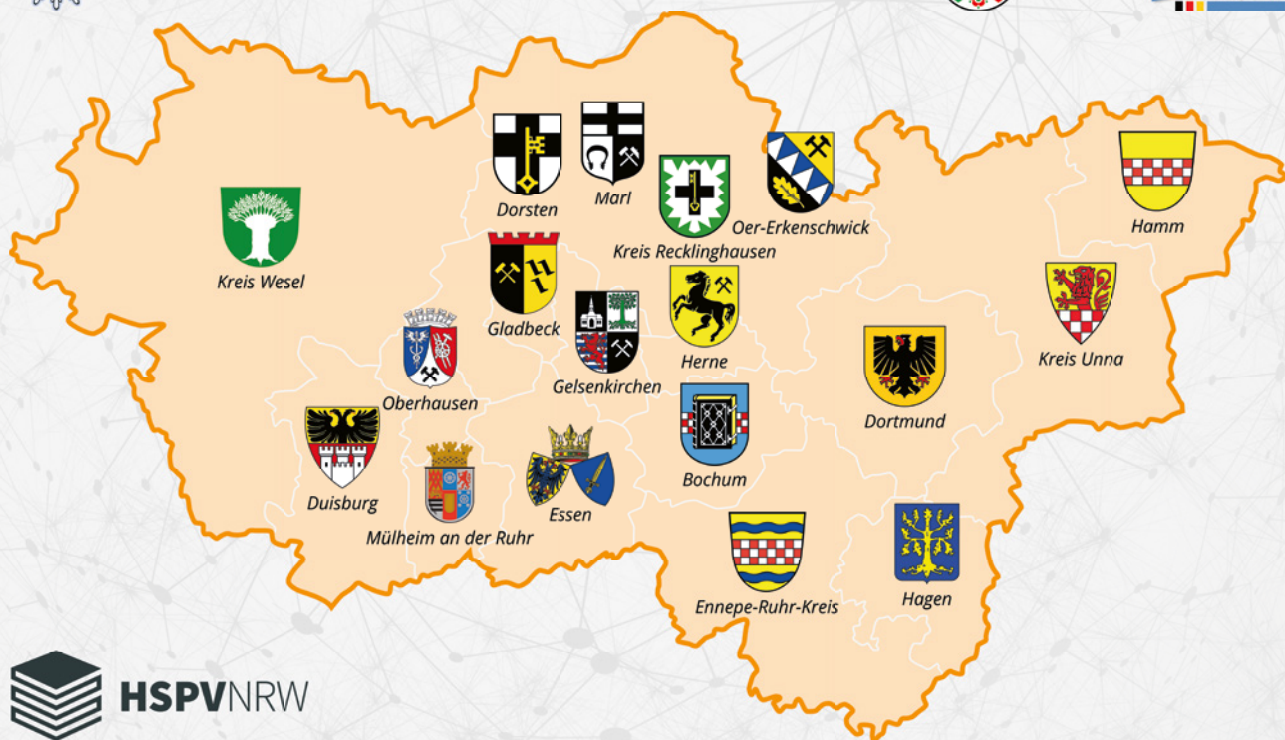 Dorsten
Marl
Oer-Erkenschwick
Kreis Recklinghausen
Hamm
Kreis Wesel
Gladbeck
Gelsenkirchen
Herne
Kreis Unna
Oberhausen
Dortmund
Duisburg
Mülheim an der Ruhr
Essen
Bochum
Ennepe-Ruhr-Kreis
Hagen
HSPVNRW